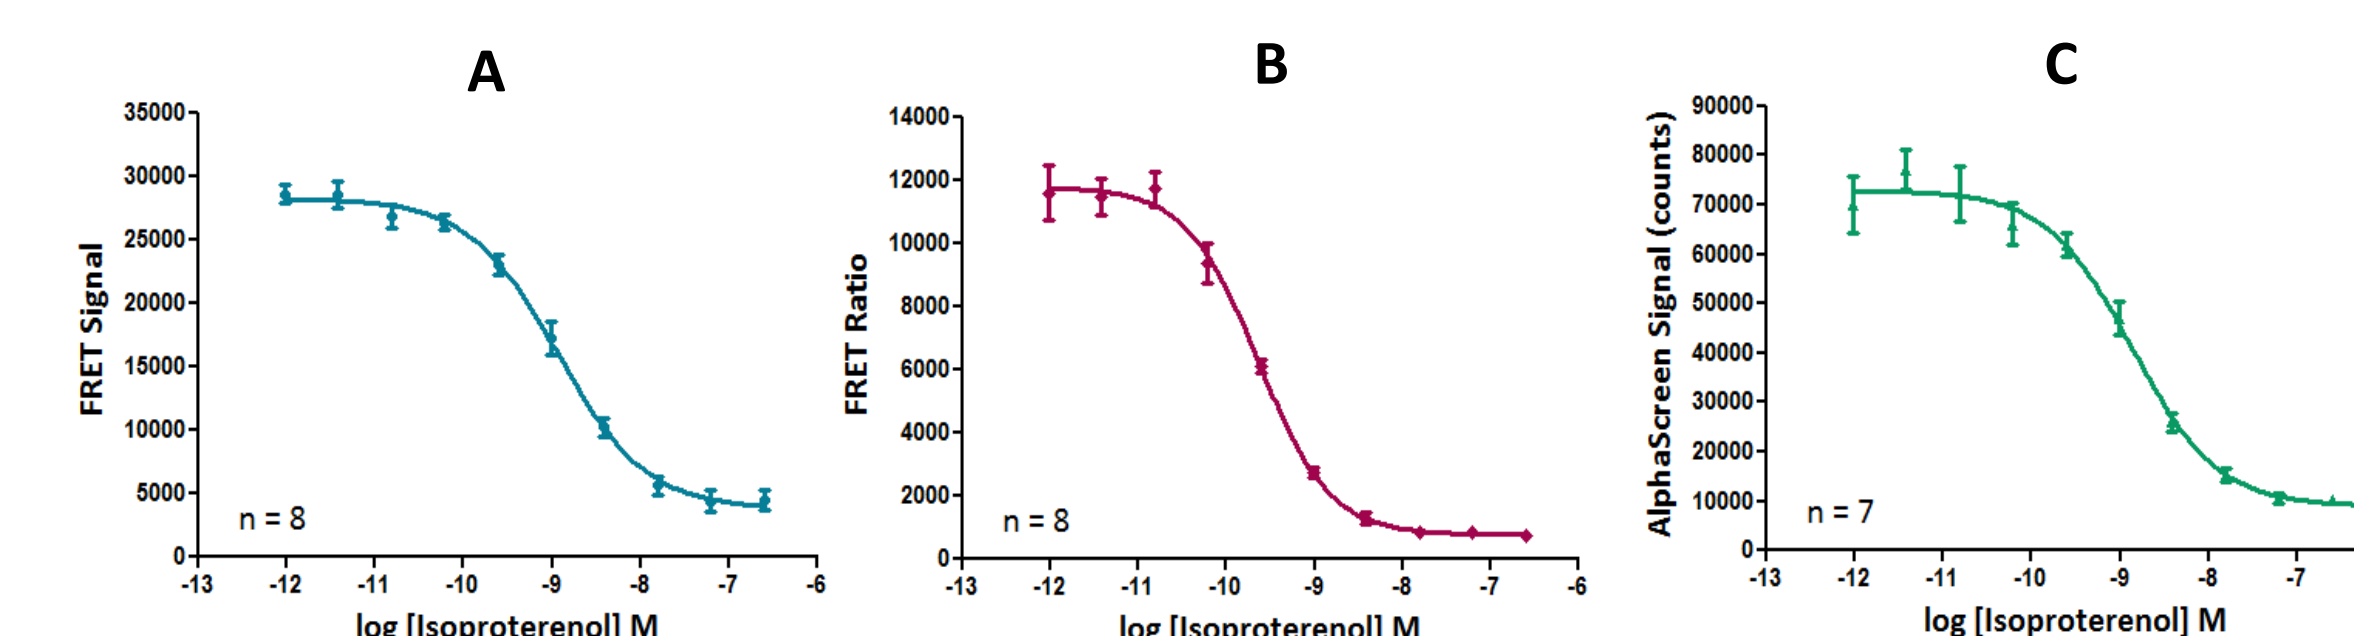 A
35000
30000
25000
20000
15000
10000
5000
0
FRET Signal
n = 8
-13 -12 -11 -10 -9 -8 -7 -6
log [Isoproterenol] M
B
14000
12000
10000
8000
6000
4000
2000
0
FRET Ratio
n = 8
-13 -12 -11 -10 -9 -8 -7 -6
log [Isoproterenol] M
C
90000
80000
70000
60000
50000
40000
30000
20000
10000
0
AlphaScreen Signal (counts)
n = 7
-13 -12 -11 -10 -9 -8 -7
log [Isoproterenol] M